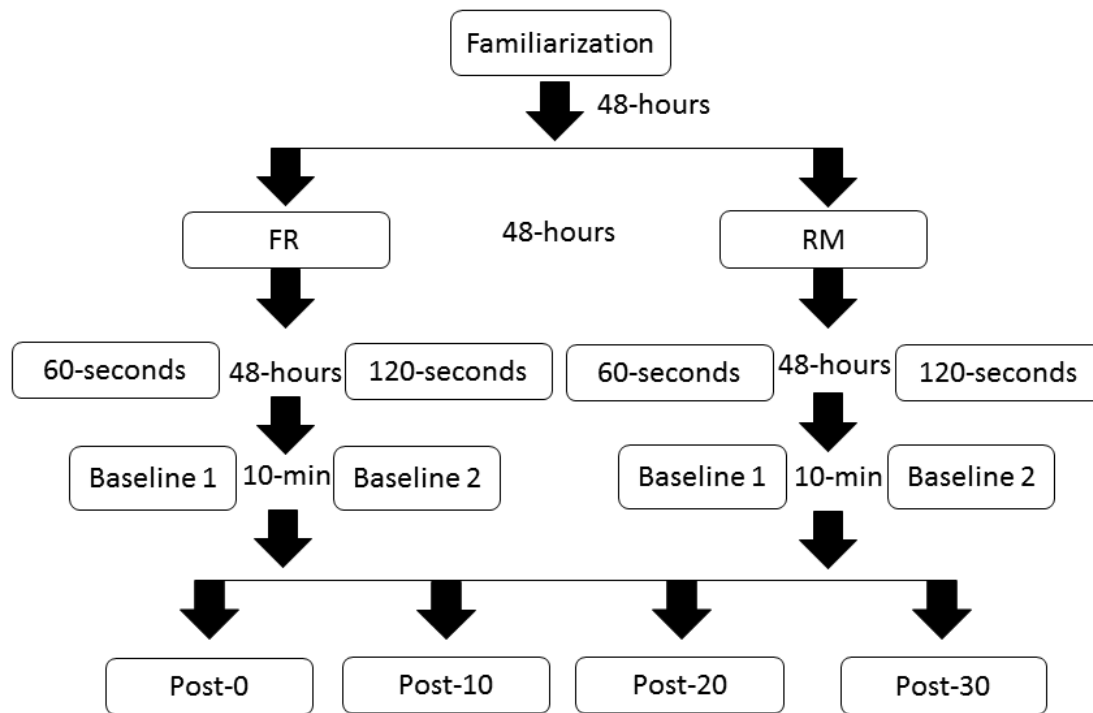 Familiarization
48-hours
FR
48-hours
RM
60-seconds
48-hours
120-seconds
60-seconds
48-hours
120-seconds
Baseline 1
10-min
Baseline 2
Baseline 1
10-min
Baseline 2
Post-0
Post-10
Post-20
Post-30